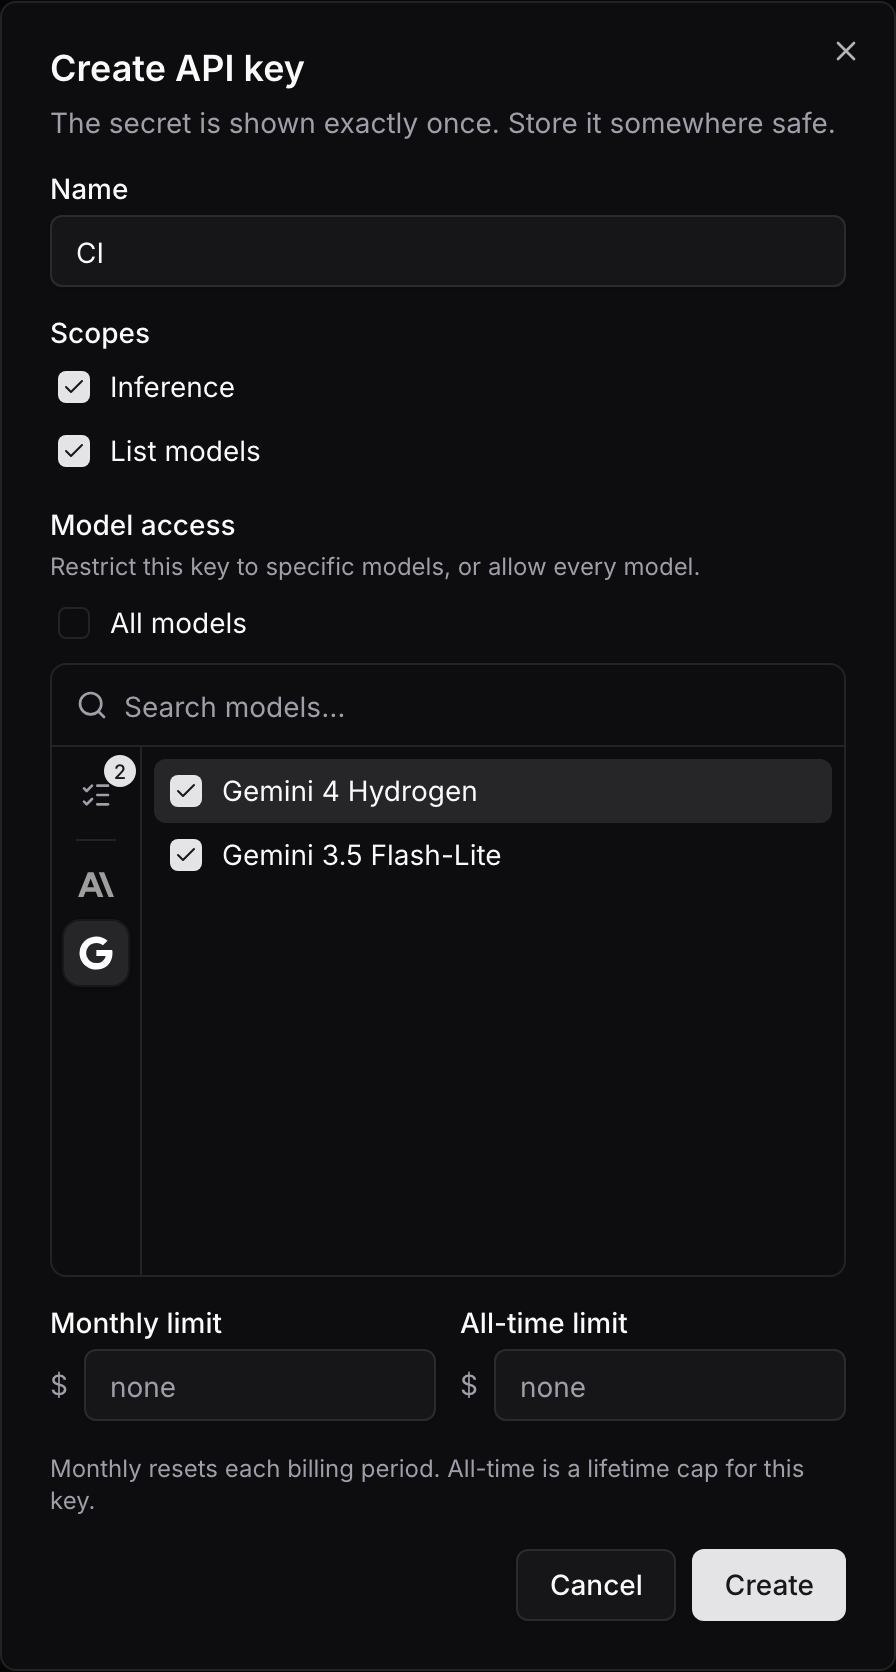 Create API key
The secret is shown exactly once. Store it somewhere safe.
Name
CI
Scopes
Inference
List models
Model access
Restrict this key to specific models, or allow every model.
All models
Search models...
2
Gemini 4 Hydrogen
Gemini 3.5 Flash-Lite
Monthly limit
All-time limit
$ none
$ none
Monthly resets each billing period. All-time is a lifetime cap for this
key.
Cancel
Create